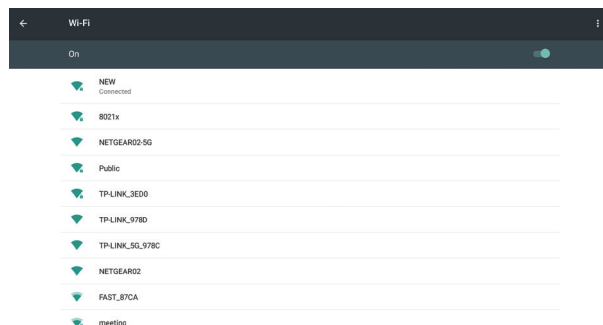 Wi-Fi
On
NEW
Connected
8021x
NETGEAR02-5G
Public
TP-LINK_3ED0
TP-LINK_978D
TP-LINK_5G_978C
NETGEAR02
FAST_87CA
meeting